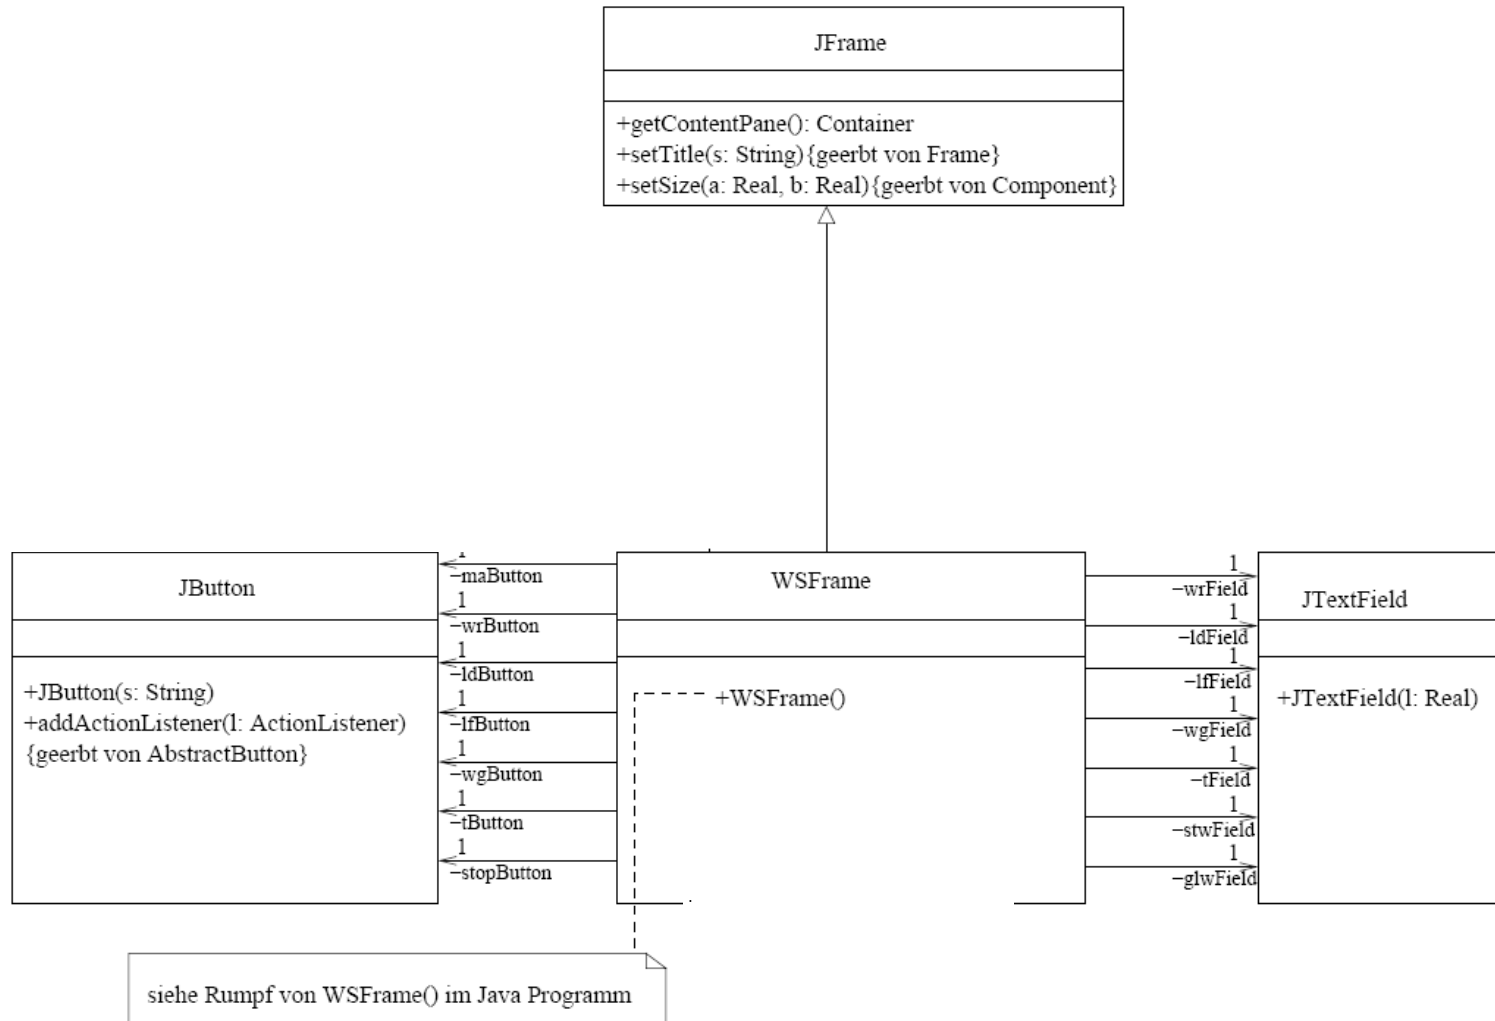 JFrame
+getContentPane(): Container
+setTitle(s: String){geerbt von Frame}
+setSize(a: Real, b: Real){geerbt von Component}
JButton
+JButton(s: String)
+addActionListener(l: ActionListener)
{geerbt von AbstractButton}
1
−maButton
1
−wrButton
1
−ldButton
1
−lfButton
1
−wgButton
1
−tButton
1
−stopButton
WSFrame
+WSFrame()
1
−wrField
1
−ldField
1
−lfField
1
−wgField
1
−tField
1
−stwField
1
−glwField
JTextField
+JTextField(l: Real)
siehe Rumpf von WSFrame() im Java Programm